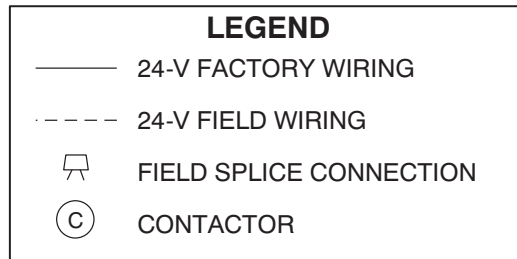 LEGEND
24-V FACTORY WIRING
24-V FIELD WIRING
FIELD SPLICE CONNECTION
C CONTACTOR